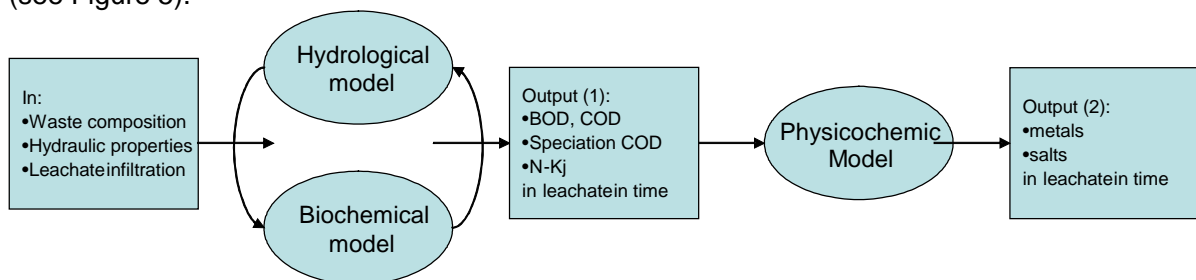 (see Figure 3).
In:
•Waste composition
•Hydraulic properties
•Leachateinfiltration
Hydrological
model
Biochemical
model
Output (1):
•BOD, COD
•Speciation COD
•N-Kj
in leachatein time
Physicochemic
Model
Output (2):
•metals
•salts
in leachatein time